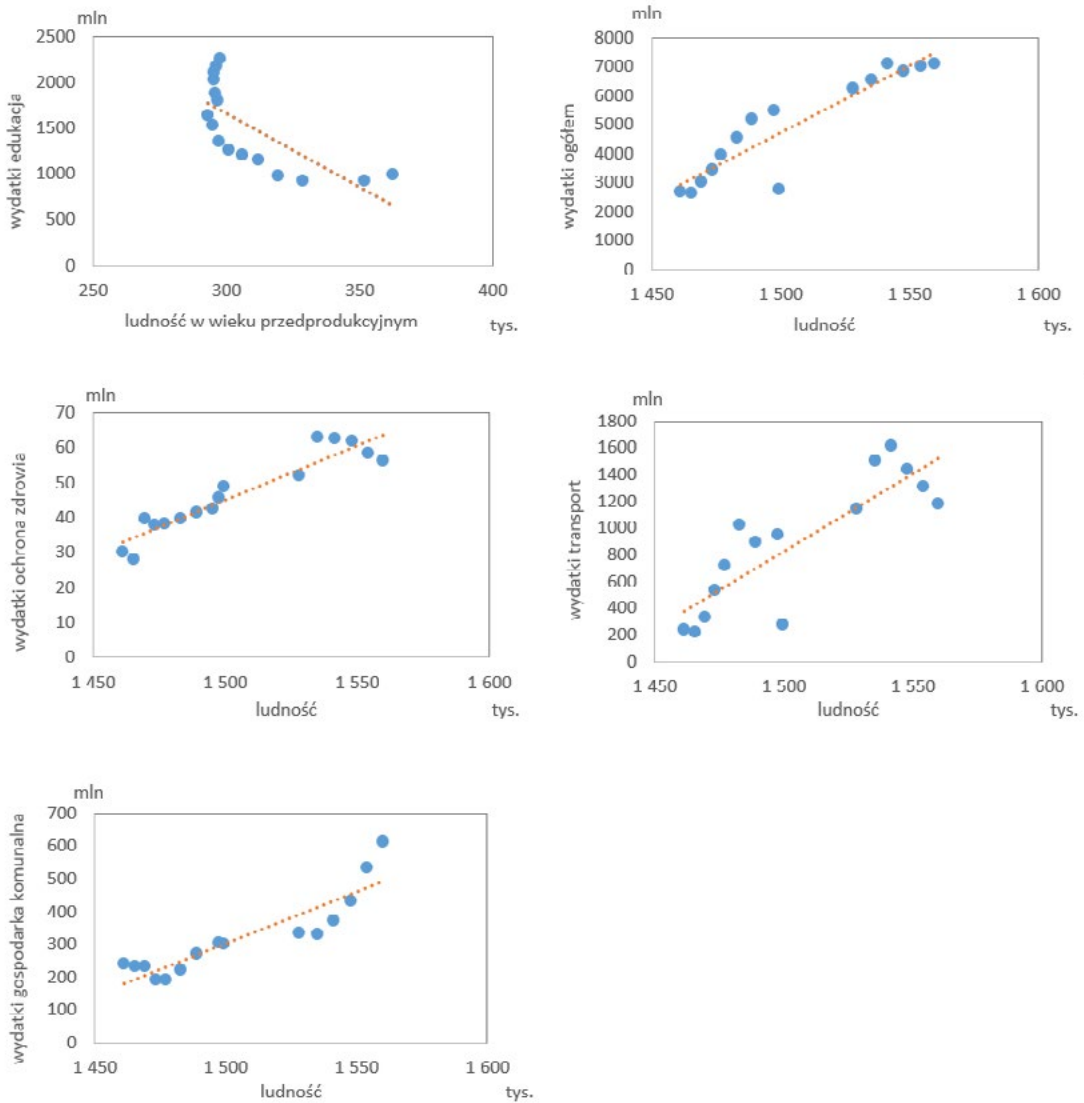 mln
2500
2000
1500
1000
500
0
wydatki edukacja
250 300 350 400
ludność w wieku przedprodukcyjnym tys.
mln
8000
7000
6000
5000
4000
3000
2000
1000
0
wydatki ogółem
1 450 1 500 1 550 1 600
ludność tys.
mln
70
60
50
40
30
20
10
0
wydatki ochrona zdrowia
1 450 1 500 1 550 1 600
ludność tys.
mln
1800
1600
1400
1200
1000
800
600
400
200
0
wydatki transport
1 450 1 500 1 550 1 600
ludność tys.
mln
700
600
500
400
300
200
100
0
wydatki gospodarka komunalna
1 450 1 500 1 550 1 600
ludność tys.